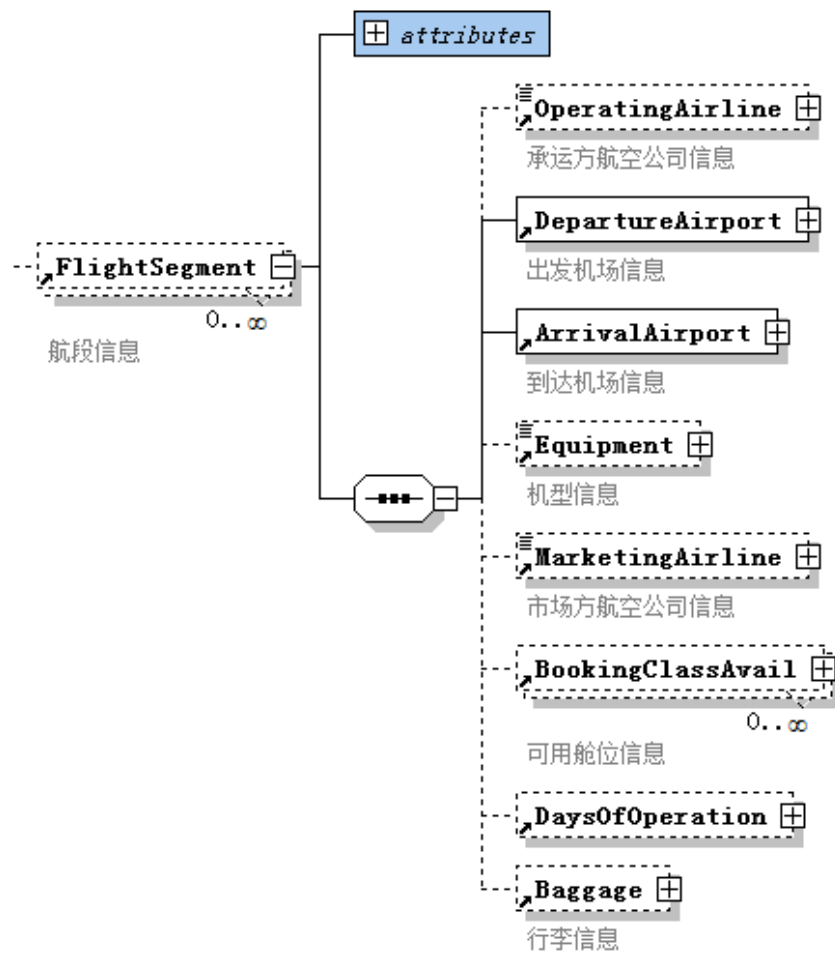 attributes
OperatingAirline
承运方航空公司信息
DepartureAirport
出发机场信息
FlightSegment
0..∞
航段信息
ArrivalAirport
到达机场信息
Equipment
机型信息
MarketingAirline
市场方航空公司信息
BookingClassAvail
0..∞
可用舱位信息
DaysOfOperation
Baggage
行李信息